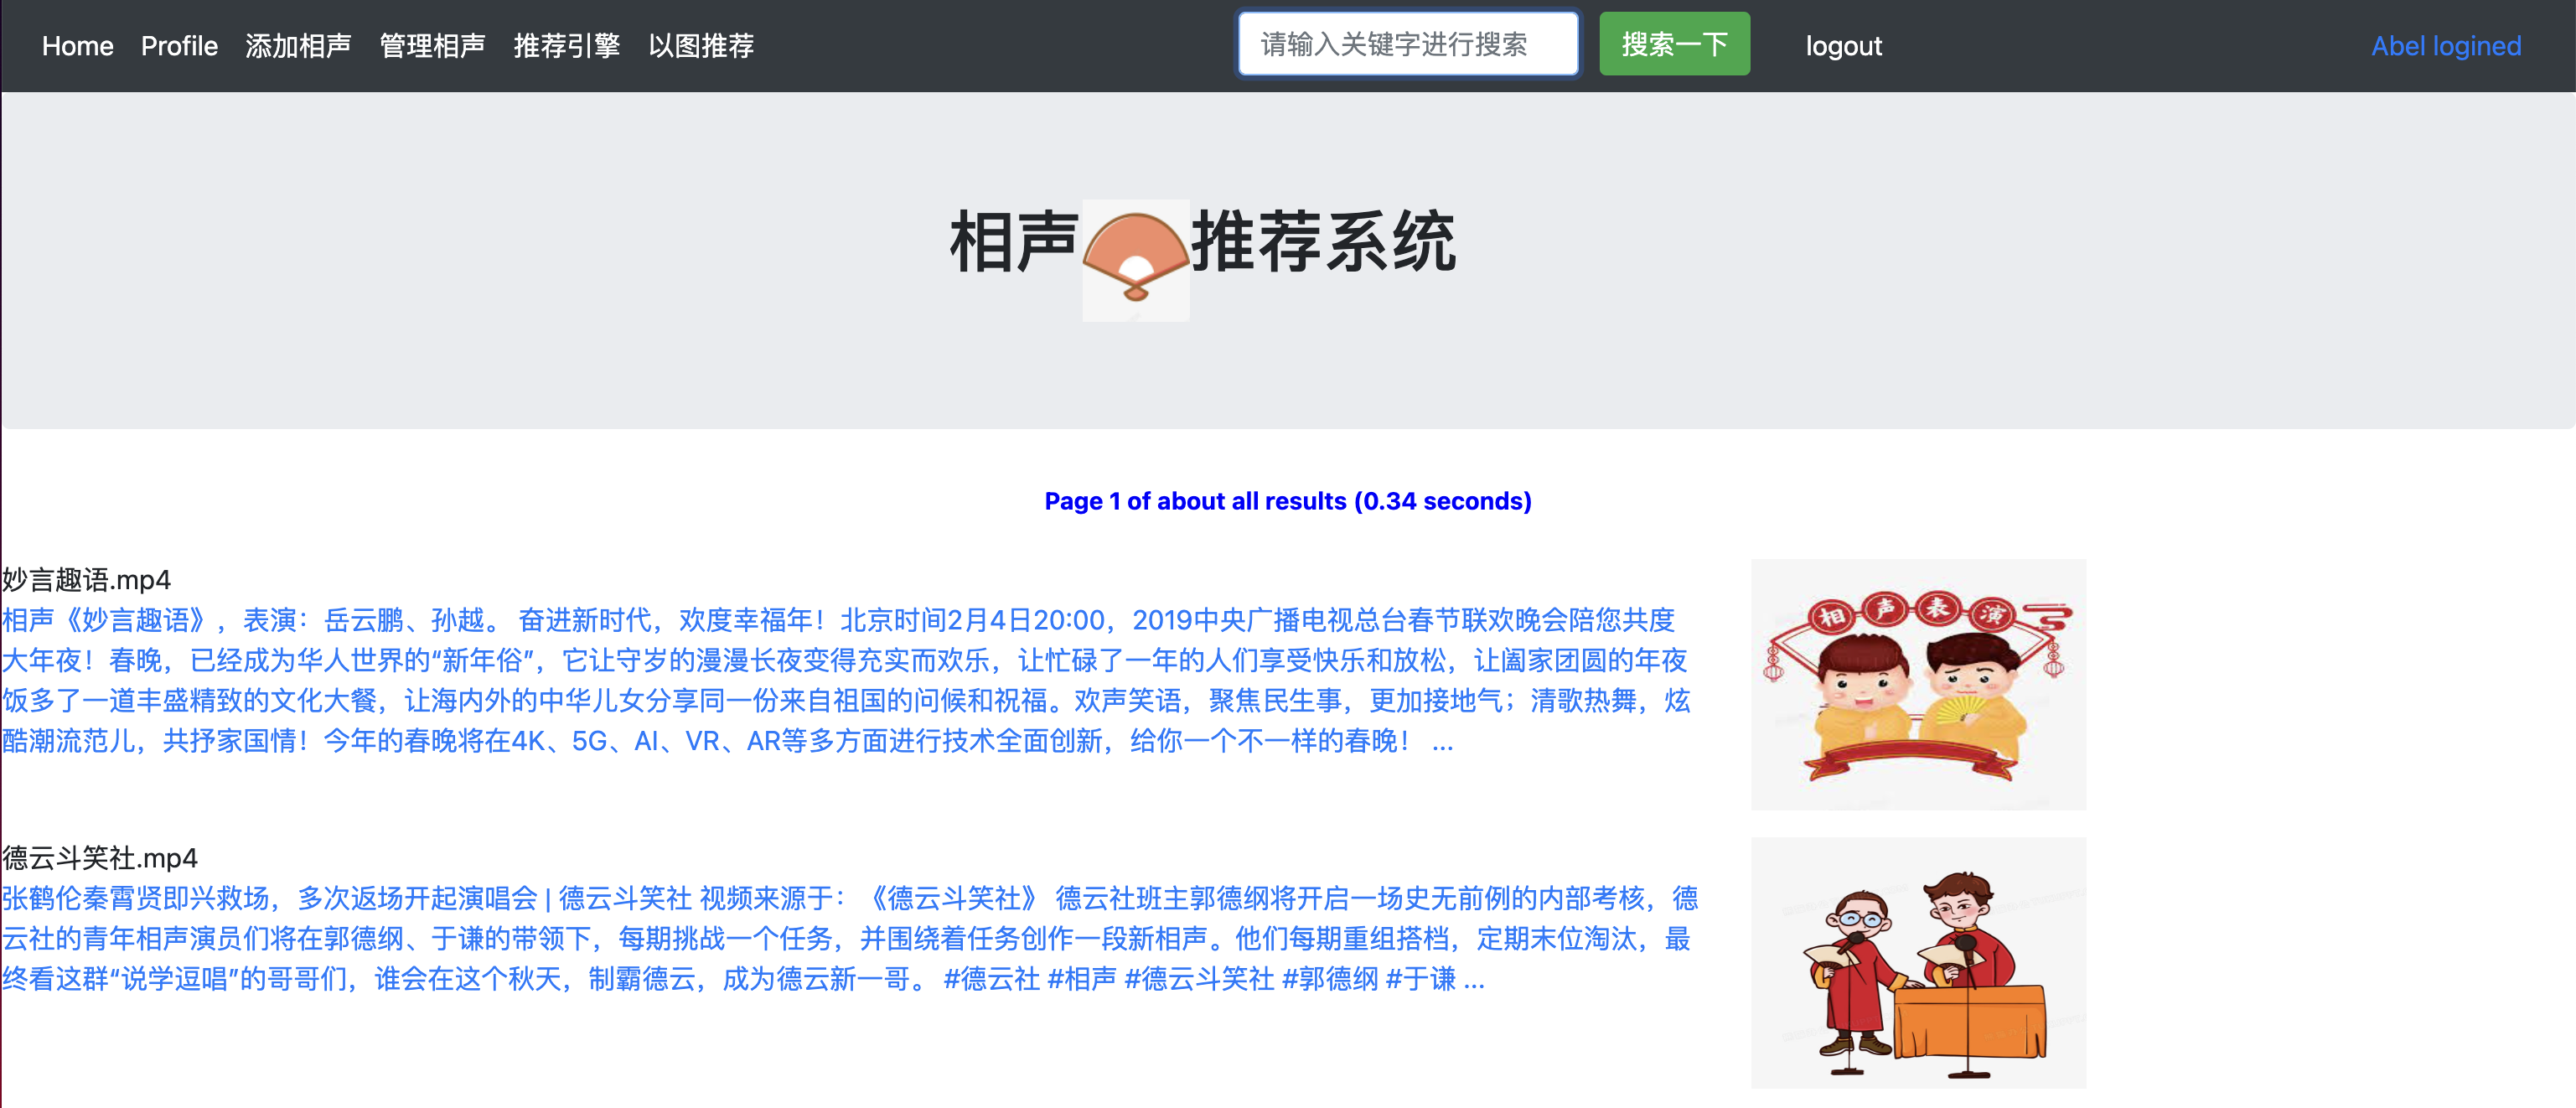 Home Profile 添加相声 管理相声 推荐引擎 以图推荐 请输入关键字进行搜索 搜索一下 logout Abel logined
相声推荐系统
Page 1 of about all results (0.34 seconds)
妙言趣语.mp4
相声《妙言趣语》，表演：岳云鹏、孙越。 奋进新时代，欢度幸福年！北京时间2月4日20:00，2019中央广播电视总台春节联欢晚会陪您共度
大年夜！春晚，已经成为华人世界的“新年俗”，它让守岁的漫漫长夜变得充实而欢乐，让忙碌了一年的人们享受快乐和放松，让阖家团圆的年夜
饭多了一道丰盛精致的文化大餐，让海内外的中华儿女分享同一份来自祖国的问候和祝福。欢声笑语，聚焦民生事，更加接地气；清歌热舞，炫
酷潮流范儿，共抒家国情！今年的春晚将在4K、5G、AI、VR、AR等多方面进行技术全面创新，给你一个不一样的春晚！ ...
相声表演
德云斗笑社.mp4
张鹤伦秦霄贤即兴救场，多次返场开起演唱会 | 德云斗笑社 视频来源于：《德云斗笑社》 德云社班主郭德纲将开启一场史无前例的内部考核，德
云社的青年相声演员们将在郭德纲、于谦的带领下，每期挑战一个任务，并围绕着任务创作一段新相声。他们每期重组搭档，定期末位淘汰，最
终看这群“说学逗唱”的哥哥们，谁会在这个秋天，制霸德云，成为德云新一哥。 #德云社 #相声 #德云斗笑社 #郭德纲 #于谦 ...